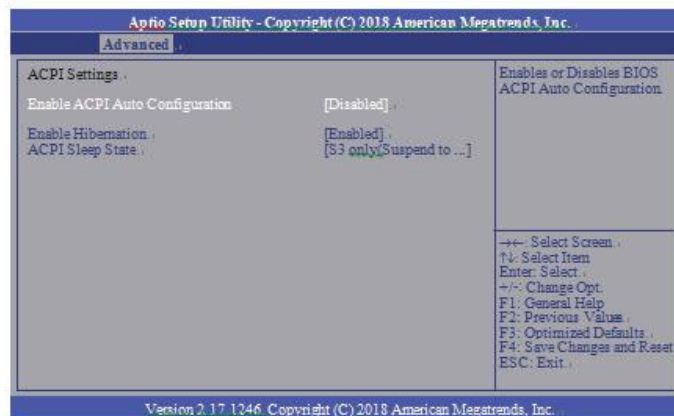 Aptio Setup Utility - Copyright (C) 2018 American Megatrends, Inc.
Advanced
ACPI Settings
Enable ACPI Auto Configuration [Disabled]
Enable Hibernation [Enabled]
ACPI Sleep State [S3 only(Suspend to ...]
Enables or Disables BIOS
ACPI Auto Configuration.
→←: Select Screen
↑↓: Select Item
Enter: Select
+/-: Change Opt.
F1: General Help
F2: Previous Values
F3: Optimized Defaults
F4: Save Changes and Reset
ESC: Exit
Version 2.17.1246. Copyright (C) 2018 American Megatrends, Inc.